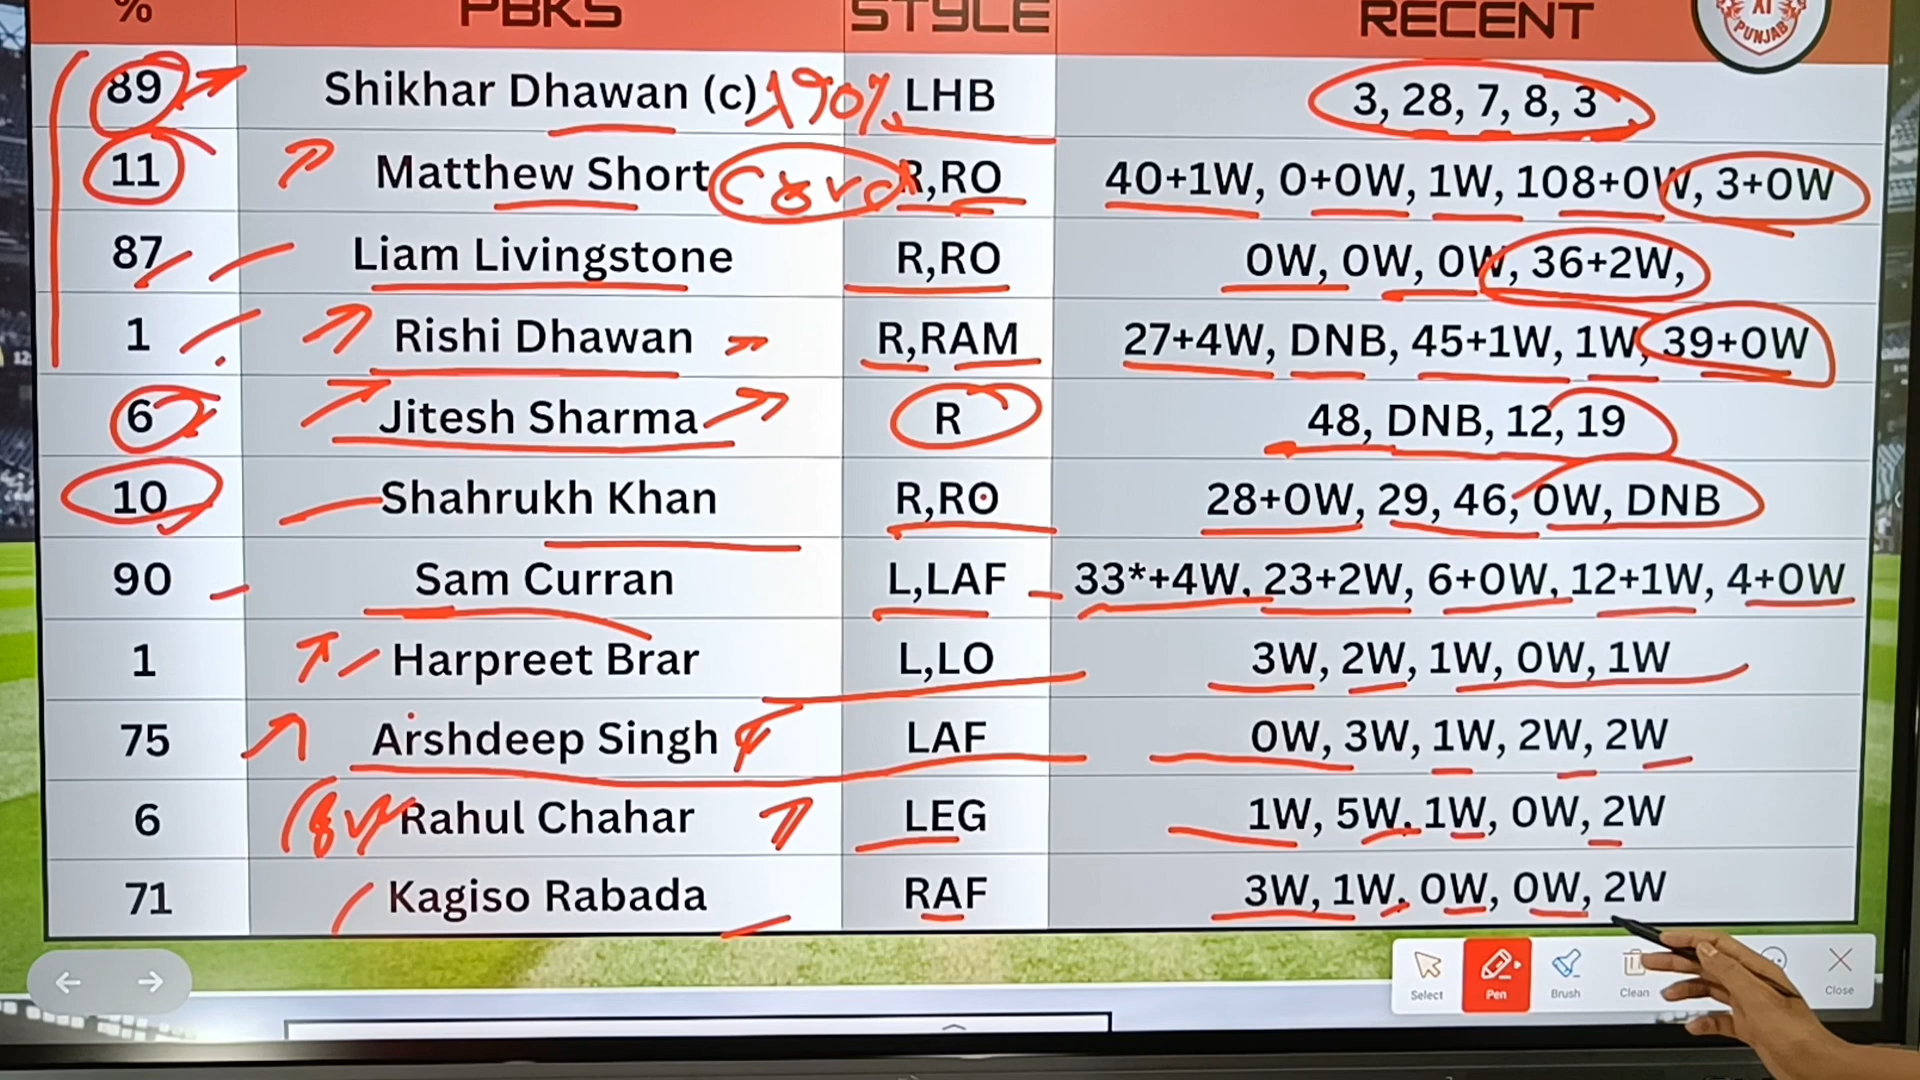 % PBKS STYLE RECENT
XI
PUNJAB
89 Shikhar Dhawan (c) 190% LHB 3, 28, 7, 8, 3
11 Matthew Short R,RO 40+1W, 0+0W, 1W, 108+0W, 3+0W
87 Liam Livingstone R,RO 0W, 0W, 0W, 36+2W,
1 Rishi Dhawan R,RAM 27+4W, DNB, 45+1W, 1W, 39+0W
6 Jitesh Sharma R 48, DNB, 12, 19
10 Shahrukh Khan R,RO 28+0W, 29, 46, 0W, DNB
90 Sam Curran L,LAF 33*+4W, 23+2W, 6+0W, 12+1W, 4+0W
1 Harpreet Brar L,LO 3W, 2W, 1W, 0W, 1W
75 Arshdeep Singh LAF 0W, 3W, 1W, 2W, 2W
6 Rahul Chahar LEG 1W, 5W, 1W, 0W, 2W
71 Kagiso Rabada RAF 3W, 1W, 0W, 0W, 2W
Select Pen Brush Clean Close